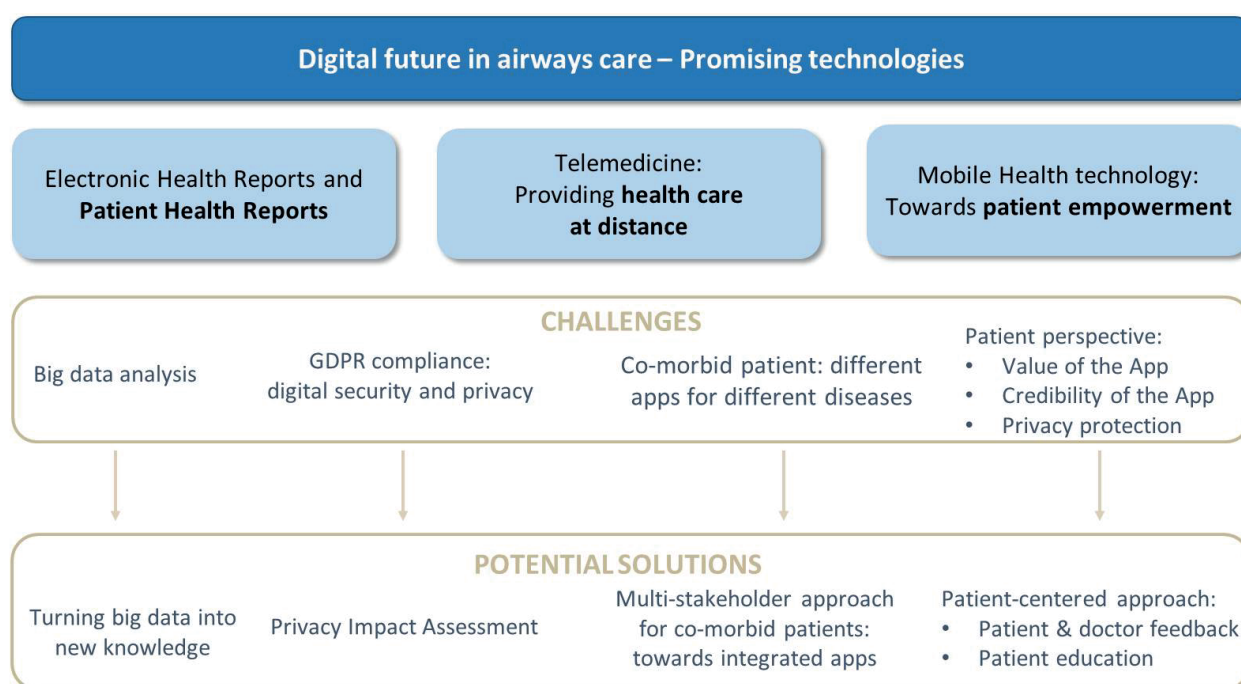 Digital future in airways care – Promising technologies
Electronic Health Reports and
Patient Health Reports
Telemedicine:
Providing health care
at distance
Mobile Health technology:
Towards patient empowerment
CHALLENGES
Big data analysis
GDPR compliance:
digital security and privacy
Co-morbid patient: different
apps for different diseases
Patient perspective:
• Value of the App
• Credibility of the App
• Privacy protection
POTENTIAL SOLUTIONS
Turning big data into
new knowledge
Privacy Impact Assessment
Multi-stakeholder approach
for co-morbid patients:
towards integrated apps
Patient-centered approach:
• Patient & doctor feedback
• Patient education